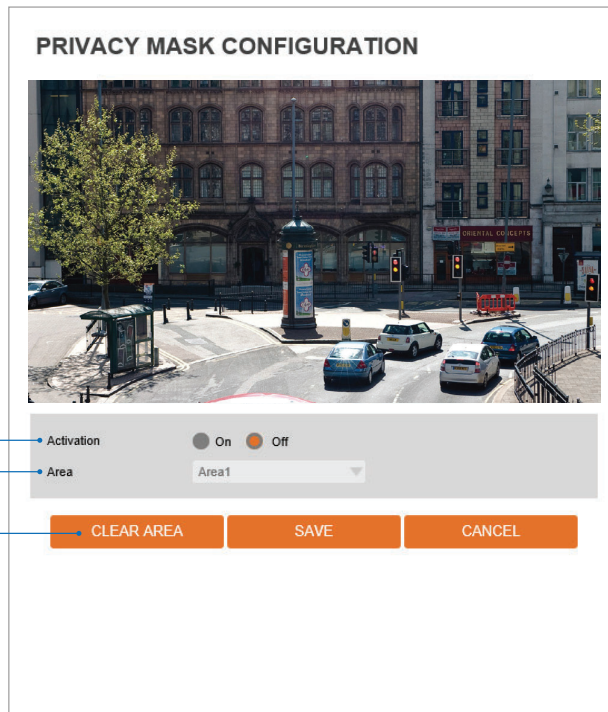 PRIVACY MASK CONFIGURATION
ORIENTAL CONCEPTS
Activation On Off
Area Area1
CLEAR AREA SAVE CANCEL